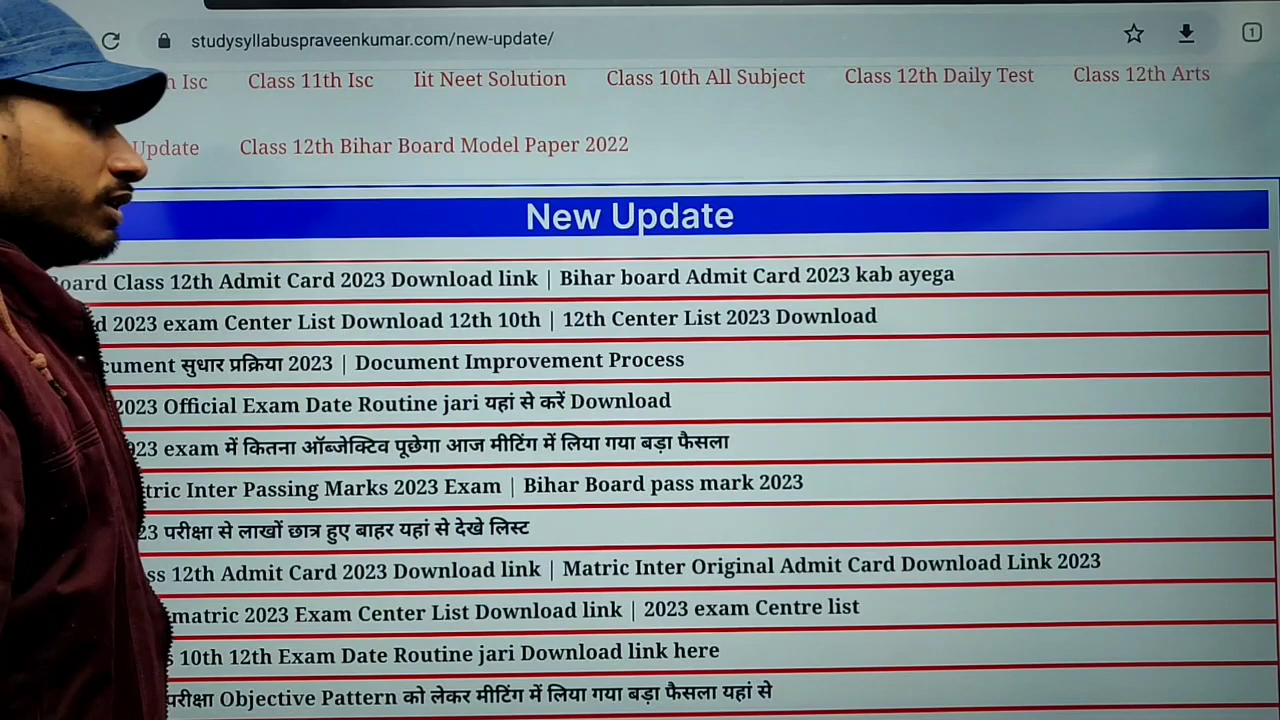 studysyllabuspraveenkumar.com/new-update/
1
Isc Class 11th Isc Iit Neet Solution Class 10th All Subject Class 12th Daily Test Class 12th Arts
Update Class 12th Bihar Board Model Paper 2022
New Update
Board Class 12th Admit Card 2023 Download link | Bihar board Admit Card 2023 kab ayega
2023 exam Center List Download 12th 10th | 12th Center List 2023 Download
सुधार प्रक्रिया 2023 | Document Improvement Process
2023 Official Exam Date Routine jari यहां से करें Download
exam में कितना ऑब्जेक्टिव पूछेगा आज मीटिंग में लिया गया बड़ा फैसला
Inter Passing Marks 2023 Exam | Bihar Board pass mark 2023
परीक्षा से लाखों छात्र हुए बाहर यहां से देखे लिस्ट
12th Admit Card 2023 Download link | Matric Inter Original Admit Card Download Link 2023
matric 2023 Exam Center List Download link | 2023 exam Centre list
10th 12th Exam Date Routine jari Download link here
परीक्षा Objective Pattern को लेकर मीटिंग में लिया गया बड़ा फैसला यहां से